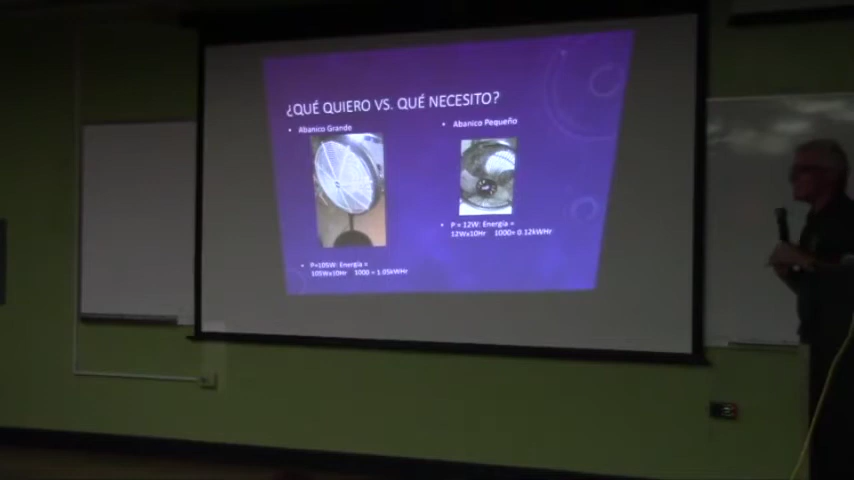 ¿QUÉ QUIERO VS. QUÉ NECESITO?
• Abanico Grande
• P=105W: Energía =
105Wx10Hr 1000 = 1.05kWHr
• Abanico Pequeño
• P = 12W: Energía =
12Wx10Hr 1000= 0.12kWHr